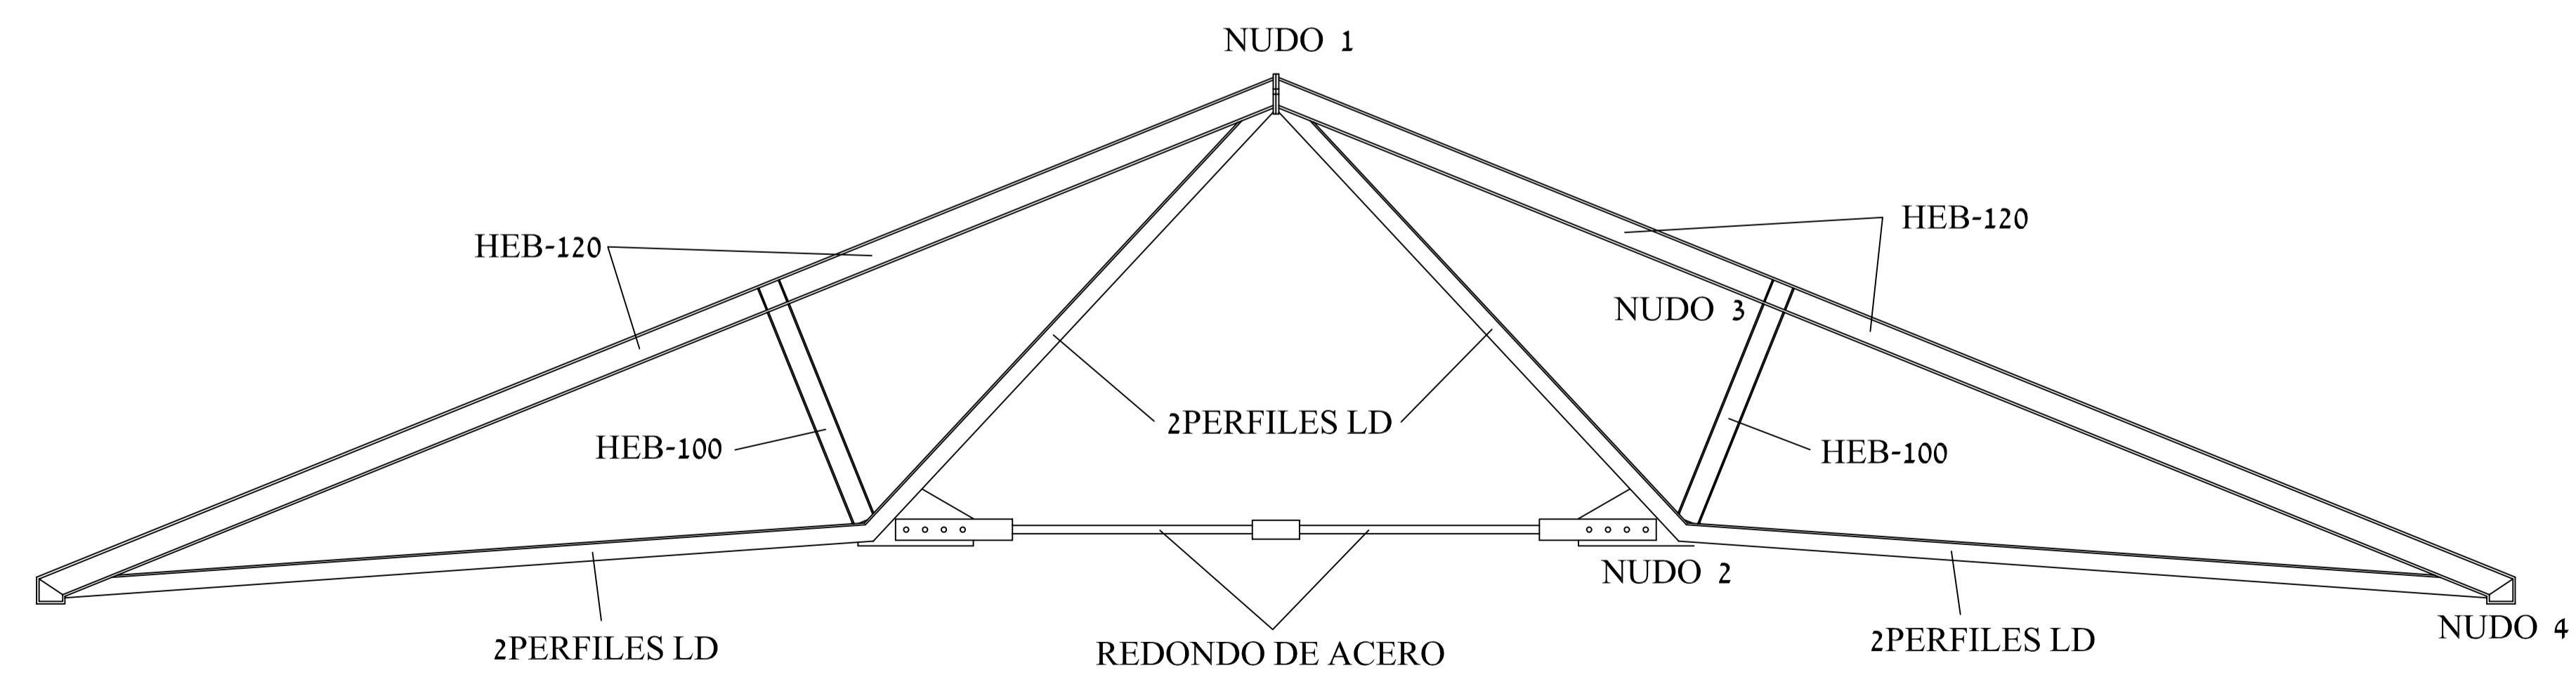 NUDO 1
HEB-120
HEB-120
NUDO 3
2PERFILES LD
HEB-100
HEB-100
NUDO 2
NUDO 4
2PERFILES LD
REDONDO DE ACERO
2PERFILES LD